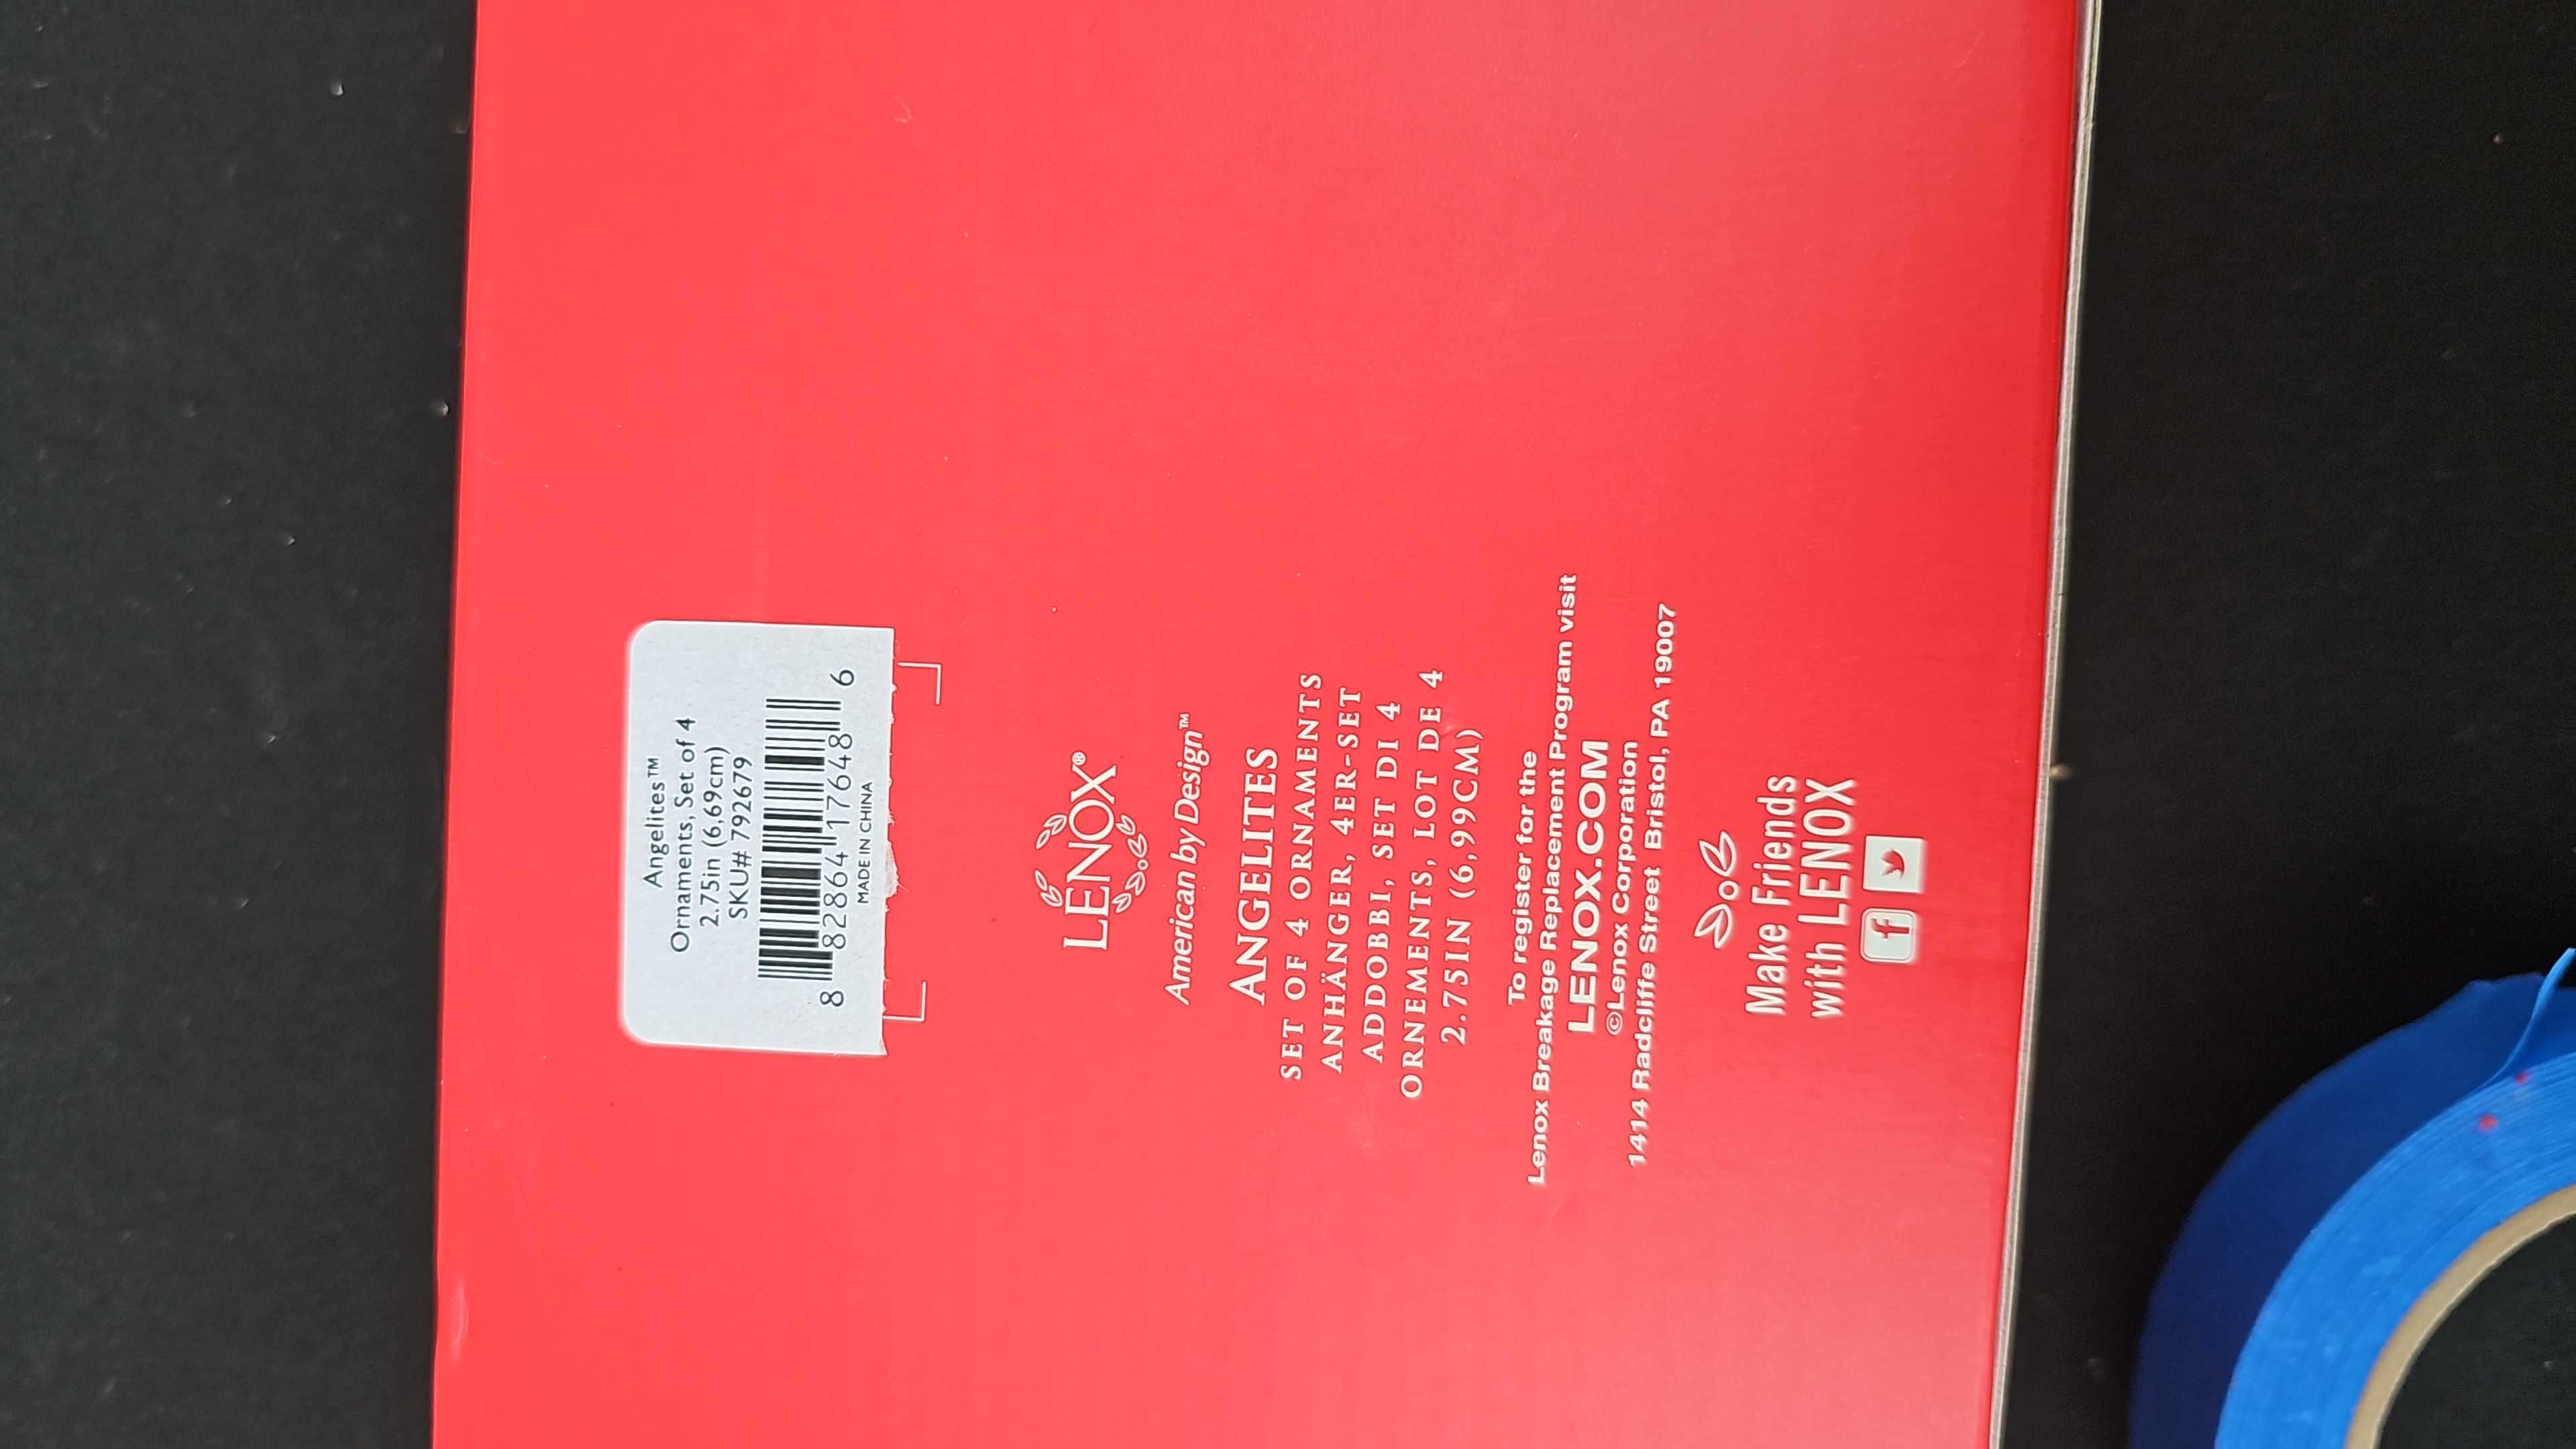 Angelites™
Ornaments, Set of 4
2.75in (6,69cm)
SKU# 792679
8 82864 17648 6
MADE IN CHINA
LENOX®
American by Design™
ANGELITES
SET OF 4 ORNAMENTS
ANHÄNGER, 4ER-SET
ADDOBBI, SET DI 4
ORNEMENTS, LOT DE 4
2.75IN (6,99CM)
To register for the
Lenox Breakage Replacement Program visit
LENOX.COM
©Lenox Corporation
1414 Radcliffe Street Bristol, PA 19007
Make Friends
with LENOX
f